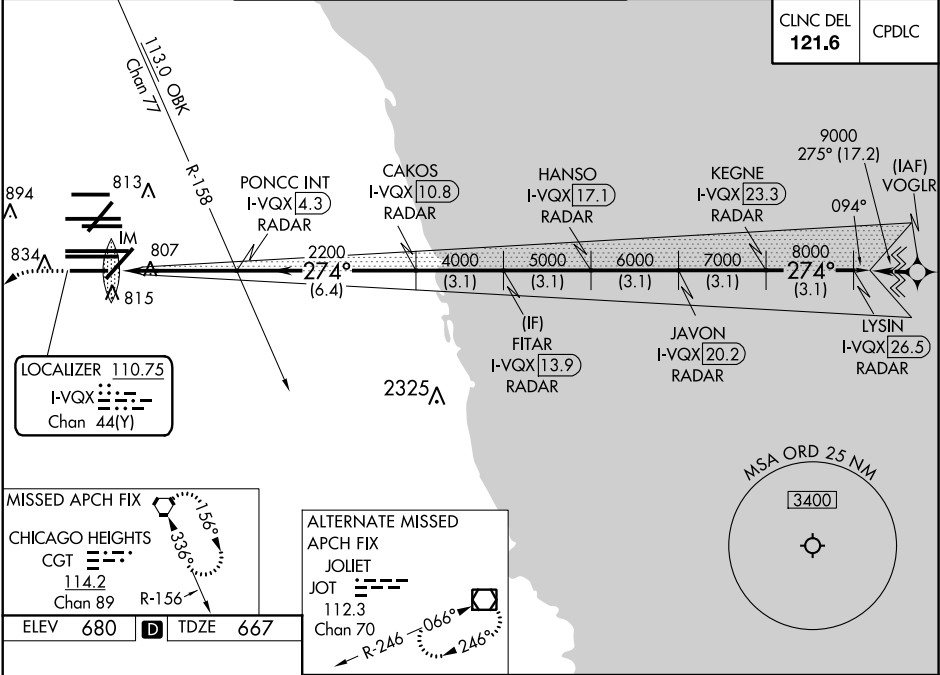 CLNC DEL
121.6
CPDLC
113.0 OBK
Chan 77
R-158
9000
275° (17.2)
(IAF)
VOGLR
094°
894
813
834
IM
807
815
PONCC INT
I-VQX 4.3
RADAR
CAKOS
I-VQX 10.8
RADAR
HANSO
I-VQX 17.1
RADAR
KEGNE
I-VQX 23.3
RADAR
2200
274°
(6.4)
4000
(3.1)
5000
(3.1)
6000
(3.1)
7000
(3.1)
8000
274°
(3.1)
(IF)
FITAR
I-VQX 13.9
RADAR
JAVON
I-VQX 20.2
RADAR
LYSIN
I-VQX 26.5
RADAR
LOCALIZER 110.75
I-VQX
Chan 44(Y)
2325
MSA ORD 25 NM
3400
MISSED APCH FIX
CHICAGO HEIGHTS
CGT
114.2
Chan 89
R-156
336°
156°
ALTERNATE MISSED
APCH FIX
JOLIET
JOT
112.3
Chan 70
R-246
066°
246°
ELEV 680 D TDZE 667